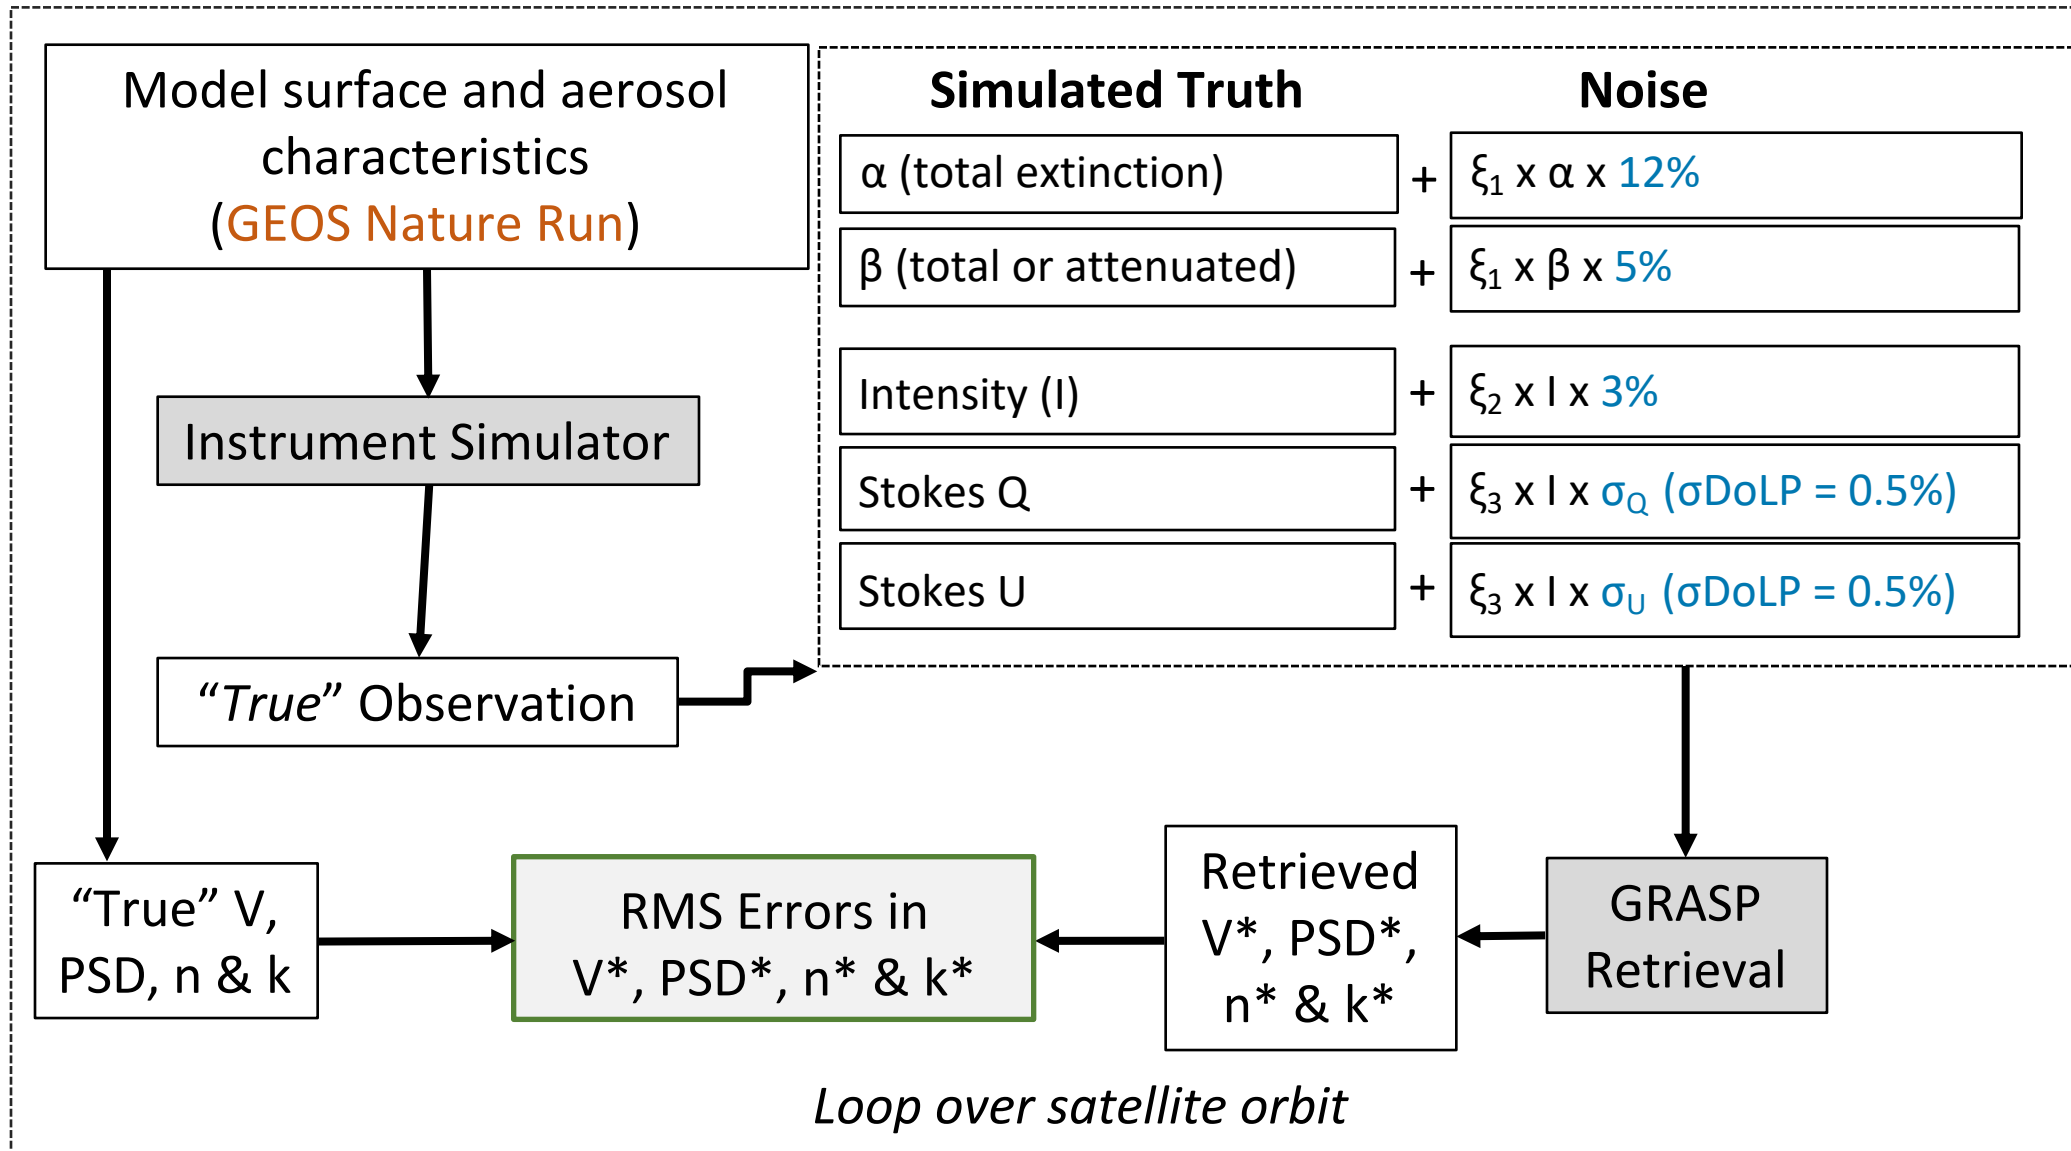 Model surface and aerosol
characteristics
(GEOS Nature Run)
Instrument Simulator
“True” Observation
Simulated Truth
Noise
α (total extinction)
+
ξ₁ x α x 12%
β (total or attenuated)
+
ξ₁ x β x 5%
Intensity (I)
+
ξ₂ x I x 3%
Stokes Q
+
ξ₃ x I x σ_Q (σDoLP = 0.5%)
Stokes U
+
ξ₃ x I x σ_U (σDoLP = 0.5%)
“True” V,
PSD, n & k
RMS Errors in
V*, PSD*, n* & k*
Retrieved
V*, PSD*,
n* & k*
GRASP
Retrieval
Loop over satellite orbit